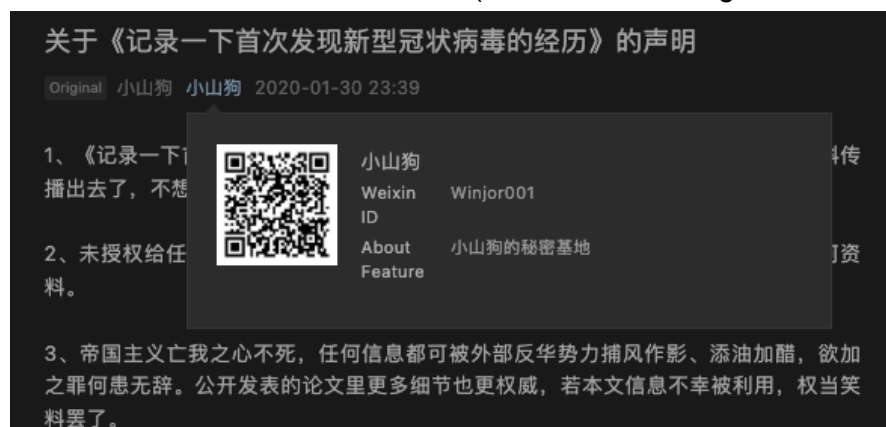 关于《记录一下首次发现新型冠状病毒的经历》的声明
Original 小山狗 小山狗 2020-01-30 23:39
1、《记录一下
传
播出去了，不想
小山狗
Weixin ID Winjor001
About Feature 小山狗的秘密基地
2、未授权给任
资
料。
3、帝国主义亡我之心不死，任何信息都可被外部反华势力捕风作影、添油加醋，欲加
之罪何患无辞。公开发表的论文里更多细节也更权威，若本文信息不幸被利用，权当笑
料罢了。